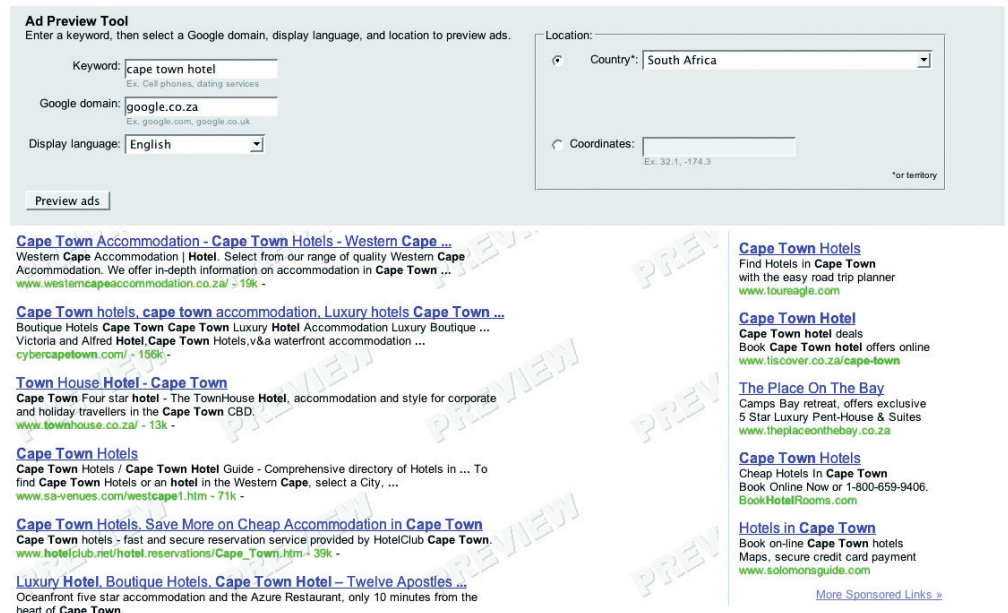 Ad Preview Tool
Enter a keyword, then select a Google domain, display language, and location to preview ads.
Keyword: cape town hotel
Ex. Cell phones, dating services
Google domain: google.co.za
Ex. google.com, google.co.uk
Display language: English
Preview ads
Location:
Country*: South Africa
Coordinates:
Ex. 32.1, -174.3
*or territory
Cape Town Accommodation - Cape Town Hotels - Western Cape ...
Western Cape Accommodation | Hotel. Select from our range of quality Western Cape
Accommodation. We offer in-depth information on accommodation in Cape Town ...
www.westerncapeaccommodation.co.za/ - 19k -
Cape Town hotels, cape town accommodation, Luxury hotels Cape Town ...
Boutique Hotels Cape Town Cape Town Luxury Hotel Accommodation Luxury Boutique ...
Victoria and Alfred Hotel,Cape Town Hotels,v&a waterfront accommodation ...
cybercapetown.com/ - 156k -
Town House Hotel - Cape Town
Cape Town Four star hotel - The TownHouse Hotel, accommodation and style for corporate
and holiday travellers in the Cape Town CBD.
www.townhouse.co.za/ - 13k -
Cape Town Hotels
Cape Town Hotels / Cape Town Hotel Guide - Comprehensive directory of Hotels in ... To
find Cape Town Hotels or an hotel in the Western Cape, select a City, ...
www.sa-venues.com/westcape1.htm - 71k -
Cape Town Hotels, Save More on Cheap Accommodation in Cape Town
Cape Town hotels - fast and secure reservation service provided by HotelClub Cape Town.
www.hotelclub.net/hotel.reservations/Cape_Town.htm - 39k -
Luxury Hotel, Boutique Hotels, Cape Town Hotel – Twelve Apostles ...
Oceanfront five star accommodation and the Azure Restaurant, only 10 minutes from the
heart of Cape Town.
Cape Town Hotels
Find Hotels in Cape Town
with the easy road trip planner
www.toureagle.com
Cape Town Hotel
Cape Town hotel deals
Book Cape Town hotel offers online
www.tiscover.co.za/cape-town
The Place On The Bay
Camps Bay retreat, offers exclusive
5 Star Luxury Pent-House & Suites
www.theplaceonthebay.co.za
Cape Town Hotels
Cheap Hotels In Cape Town
Book Online Now or 1-800-659-9406.
BookHotelRooms.com
Hotels in Cape Town
Book on-line Cape Town hotels
Maps, secure credit card payment
www.solomonsguide.com
More Sponsored Links »
PREVIEW
PREVIEW
PREVIEW
PREVIEW
PREVIEW
PREVIEW
PREVIEW
PREVIEW
PREVIEW